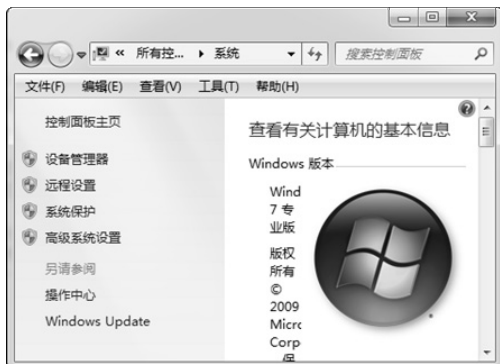 « 所有控... ▸ 系统
搜索控制面板
文件(F) 编辑(E) 查看(V) 工具(T) 帮助(H)
控制面板主页
设备管理器
远程设置
系统保护
高级系统设置
另请参阅
操作中心
Windows Update
查看有关计算机的基本信息
Windows 版本
Wind
7 专
业版
版权
所有
©
2009
Micrc
Corp
保